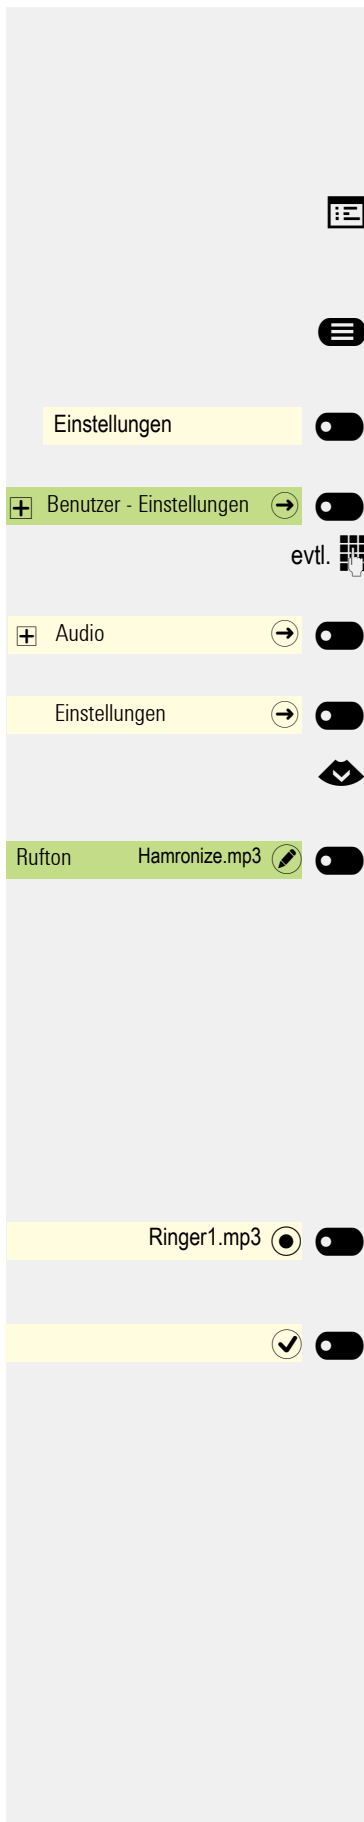 Einstellungen
Benutzer - Einstellungen
evtl.
Audio
Einstellungen
Rufton Hamronize.mp3
Ringer1.mp3